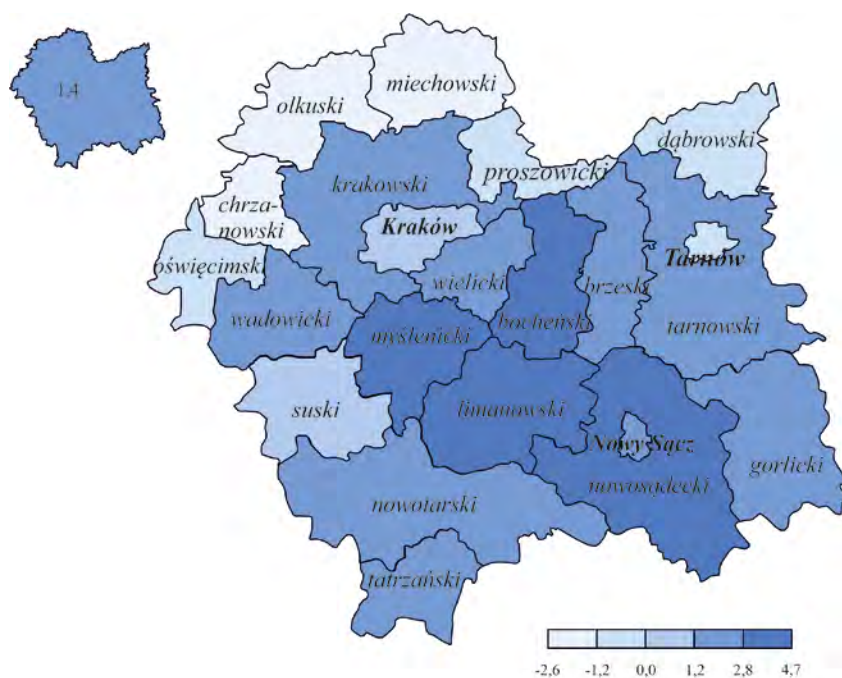 1,4
miechowski
olkuski
dąbrowski
proszowicki
krakowski
chrza-
nowski
Kraków
oświęcimski
Tarnów
wielicki
brzeski
wadowicki
bocheński
tarnowski
myślenicki
suski
limanowski
Nowy Sącz
gorlicki
nowosądecki
nowotarski
tatrzański
-2,6 -1,2 0,0 1,2 2,8 4,7